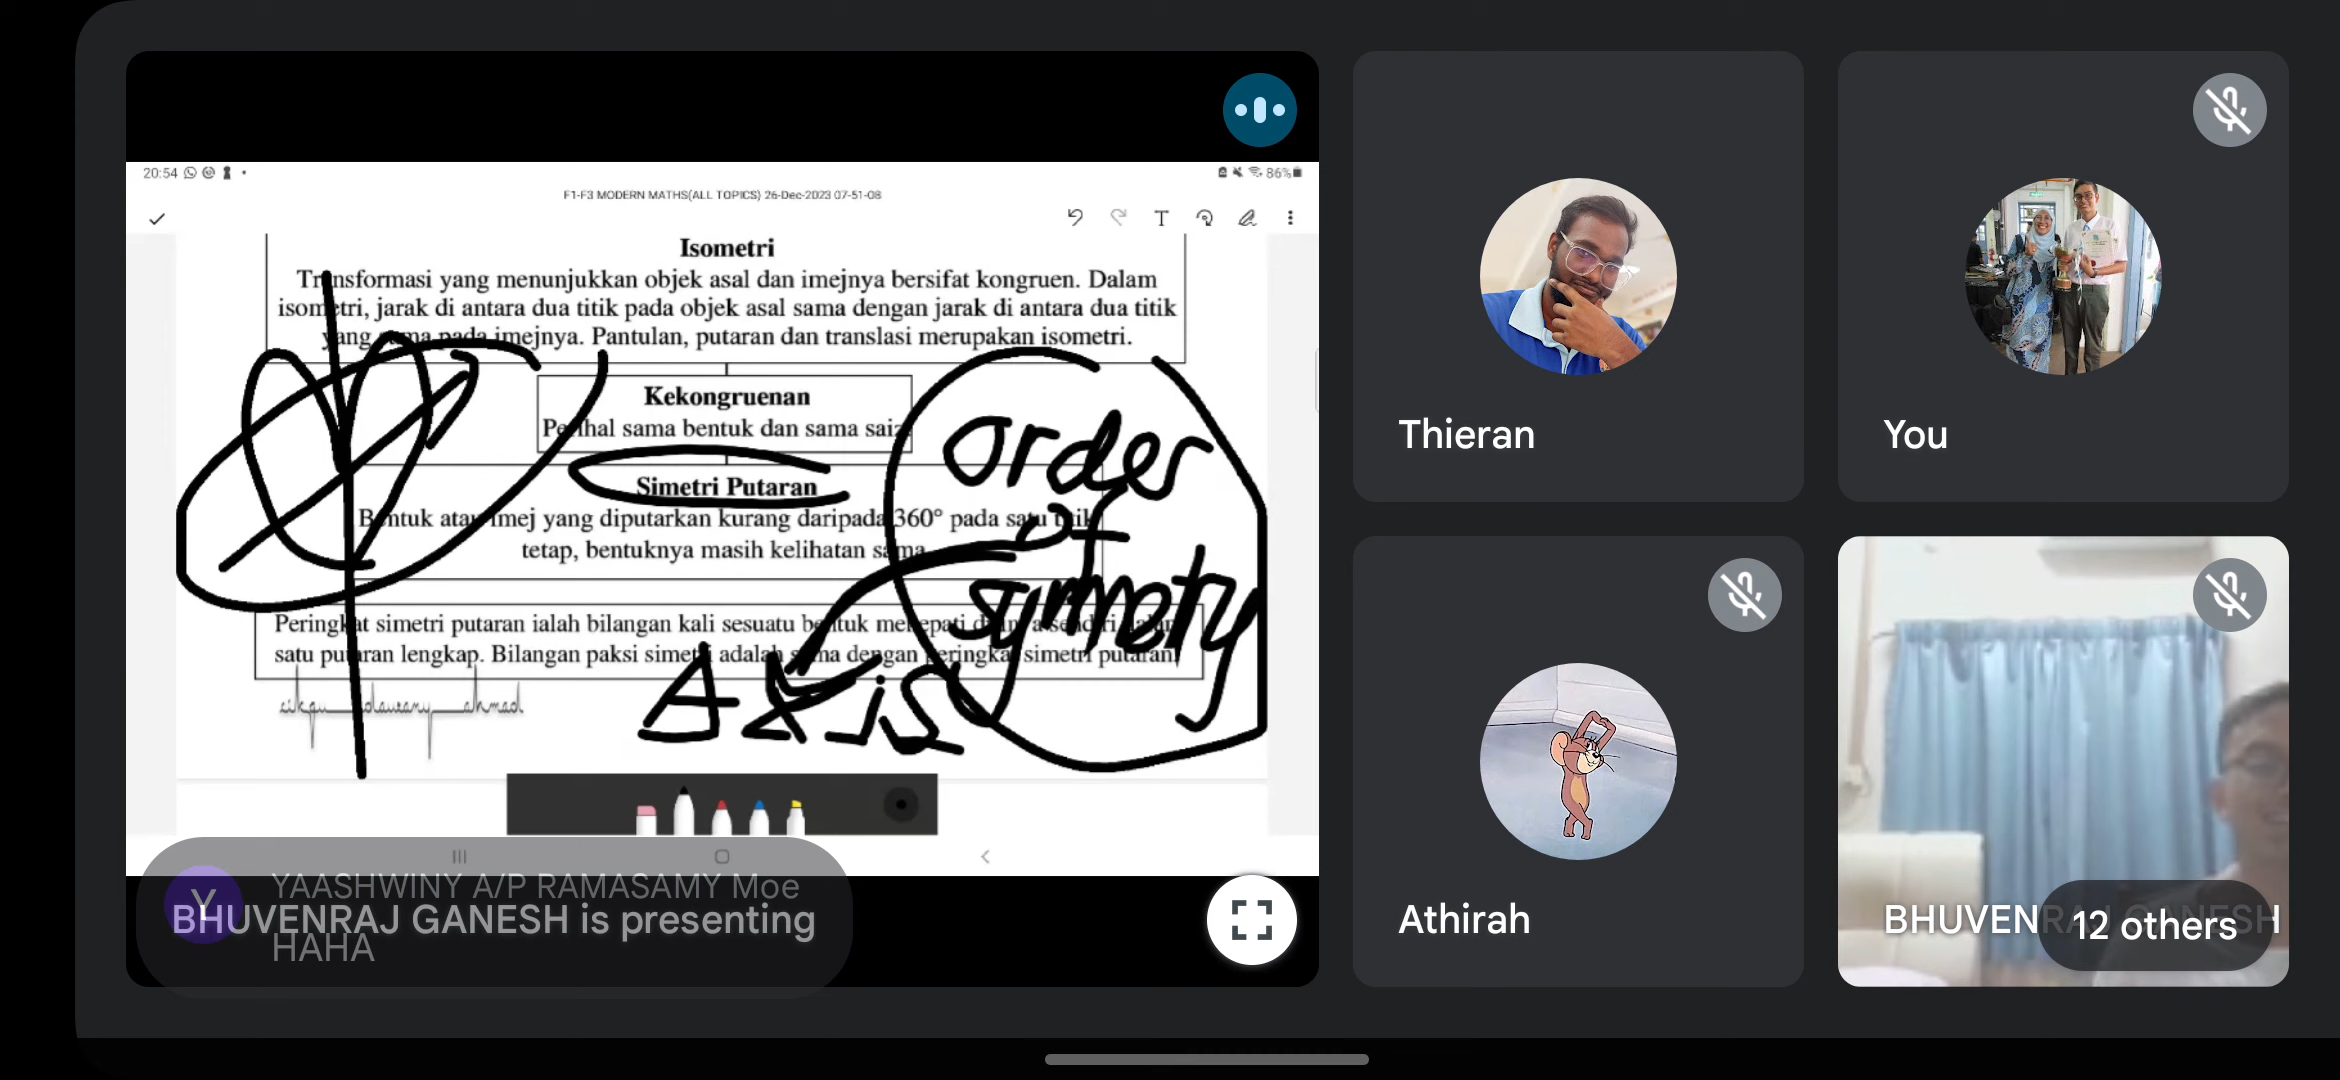 20:54
86%
F1-F3 MODERN MATHS(ALL TOPICS) 26-Dec-2023 07-51-08
T
Isometri
Transformasi yang menunjukkan objek asal dan imejnya bersifat kongruen. Dalam
isometri, jarak di antara dua titik pada objek asal sama dengan jarak di antara dua titik
yang sama pada imejnya. Pantulan, putaran dan translasi merupakan isometri.
Kekongruenan
Perihal sama bentuk dan sama saiz
Simetri Putaran
Bentuk atau imej yang diputarkan kurang daripada 360° pada satu titik
tetap, bentuknya masih kelihatan sama
Peringkat simetri putaran ialah bilangan kali sesuatu bentuk menepati dirinya sendiri dalam
satu putaran lengkap. Bilangan paksi simetri adalah sama dengan peringkat simetri putaran.
order
of
symmetry
Axis
cikgu ahmad
Y
YAASHWINY A/P RAMASAMY Moe
BHUVENRAJ GANESH is presenting
HAHA
Thieran
You
Athirah
BHUVENRAJ GANESH
12 others